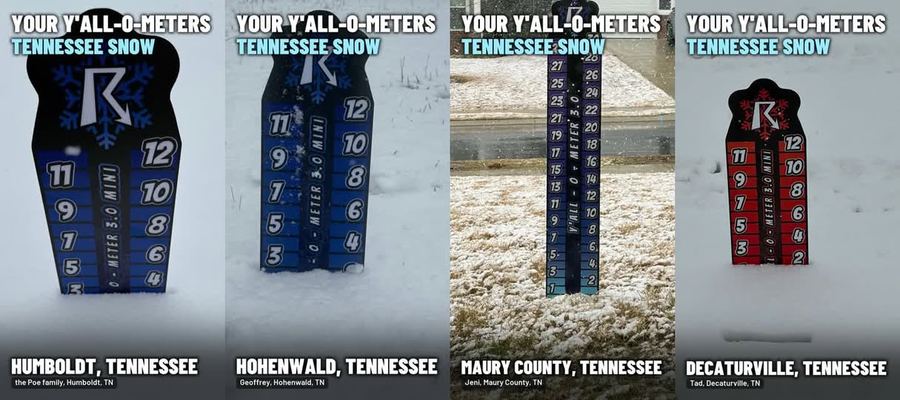 YOUR Y'ALL-O-METERS
TENNESSEE SNOW
R
11
12
9
10
7
8
5
6
3
4
O - METER 3.0 MINI
HUMBOLDT, TENNESSEE
the Poe family, Humboldt, TN
YOUR Y'ALL-O-METERS
TENNESSEE SNOW
R
11
12
9
10
7
8
5
6
3
4
- O - METER 3.0 MINI
HOHENWALD, TENNESSEE
Geoffrey, Hohenwald, TN
YOUR Y'ALL-O-METERS
TENNESSEE SNOW
R
28
27
26
25
24
23
22
21
20
19
18
17
16
15
14
13
12
11
10
9
8
7
6
5
4
3
2
1
Y'ALL - O - METER 3.0
MAURY COUNTY, TENNESSEE
Jeni, Maury County, TN
YOUR Y'ALL-O-METERS
TENNESSEE SNOW
R
11
12
9
10
7
8
5
6
3
4
2
L - O - METER 3.0 MINI
DECATURVILLE, TENNESSEE
Tad, Decaturville, TN